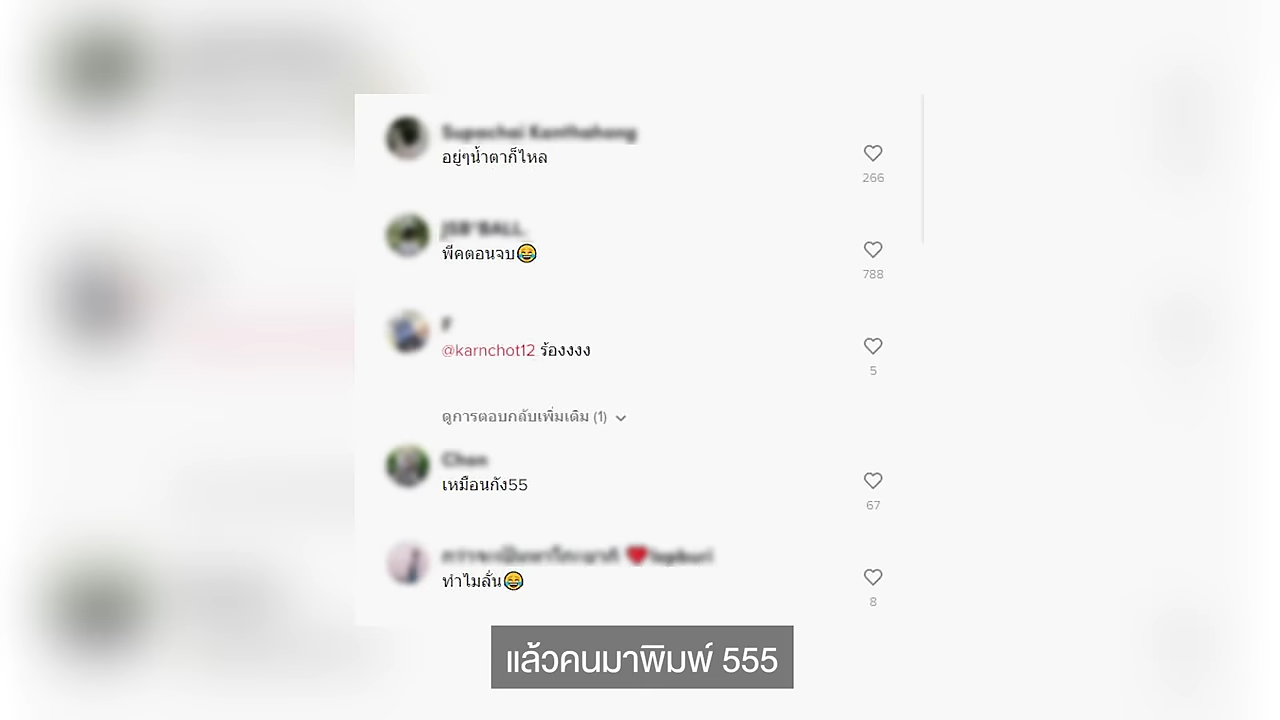 อยู่ๆน้ำตาก็ไหล
266
พีคตอนจบ😂
788
@karnchot12 ร้องงงง
5
ดูการตอบกลับเพิ่มเติม (1)
เหมือนกัง55
67
ทำไมลั่น😂
8
แล้วคนมาพิมพ์ 555